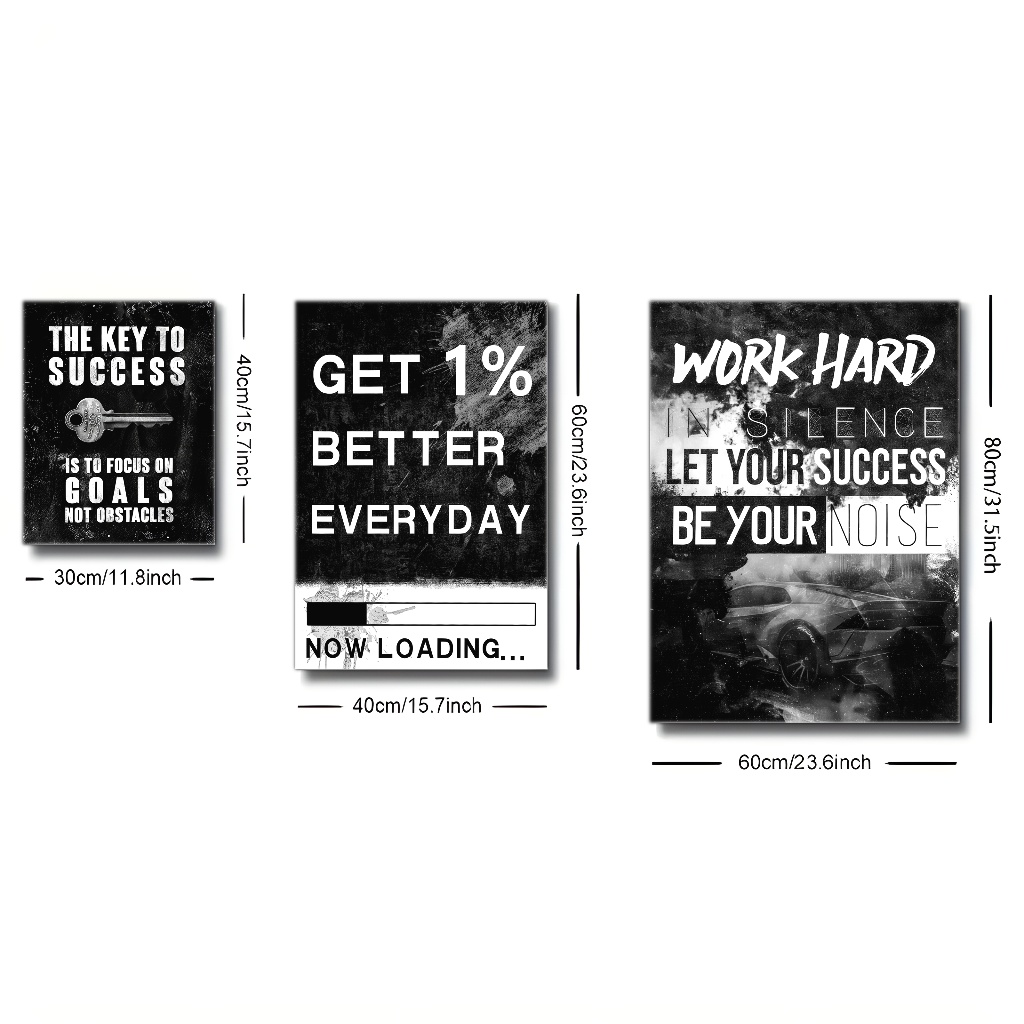 THE KEY TO
SUCCESS
IS TO FOCUS ON
GOALS
NOT OBSTACLES
40cm/15.7inch
30cm/11.8inch
GET 1%
BETTER
EVERYDAY
NOW LOADING...
60cm/23.6inch
40cm/15.7inch
WORK HARD
IN SILENCE
LET YOUR SUCCESS
BE YOUR NOISE
80cm/31.5inch
60cm/23.6inch